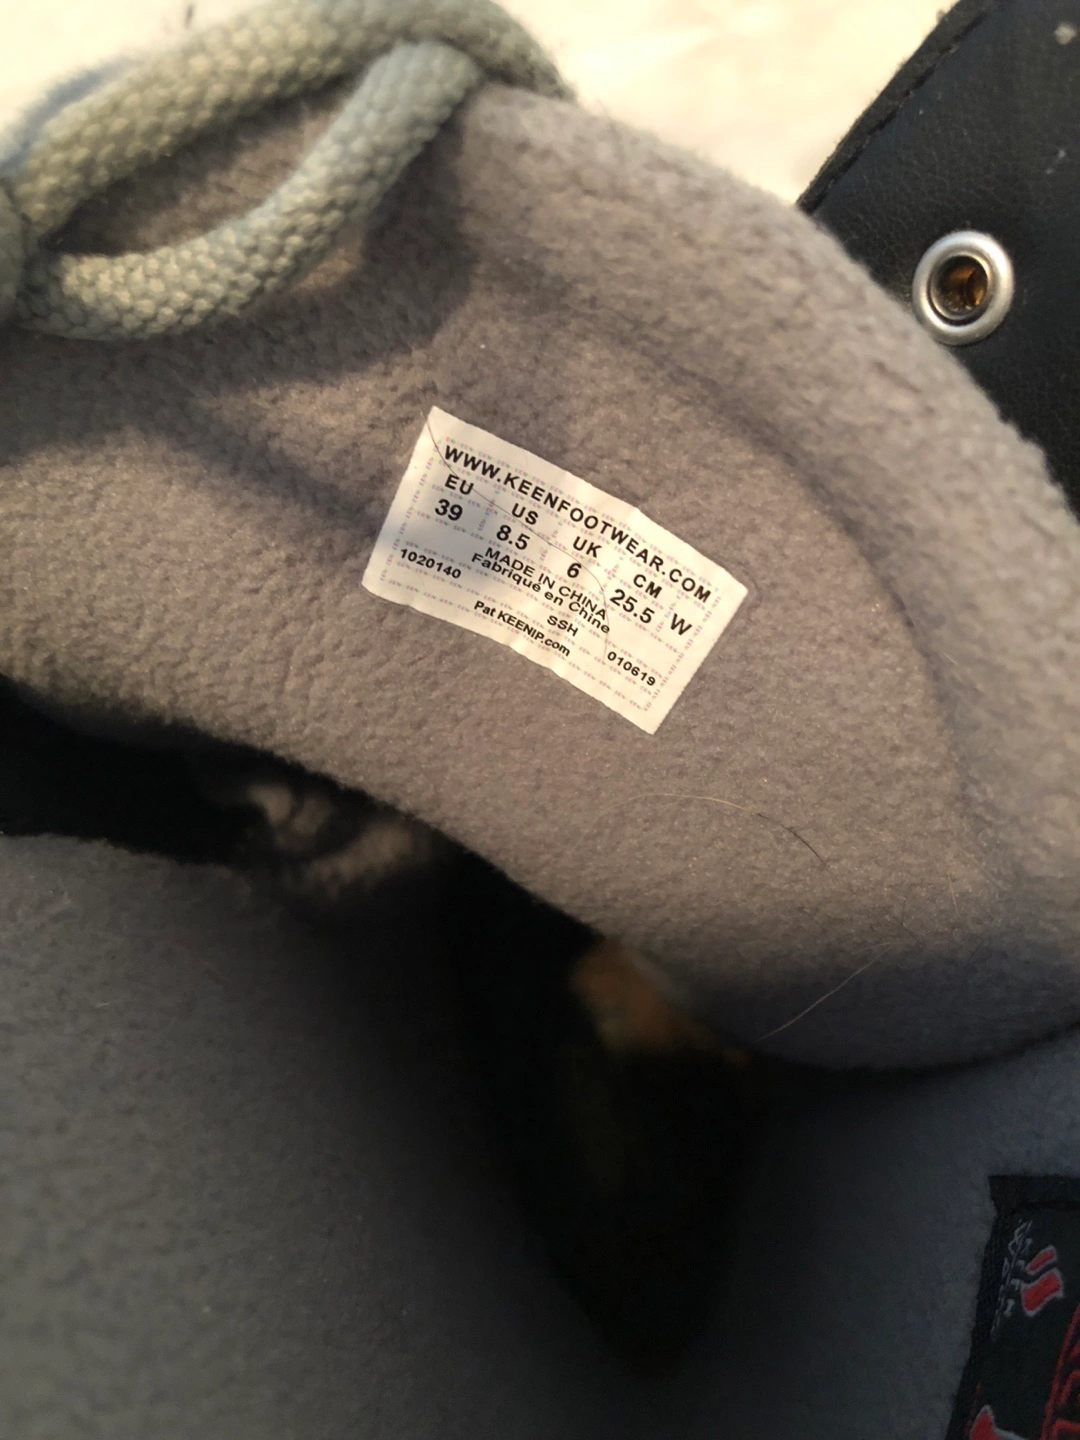 WWW.KEENFOOTWEAR.COM
EU US UK CM
39 8.5 6 25.5 W
MADE IN CHINA
Fabriqué en Chine
1020140 SSH 010619
Pat KEENIP.com